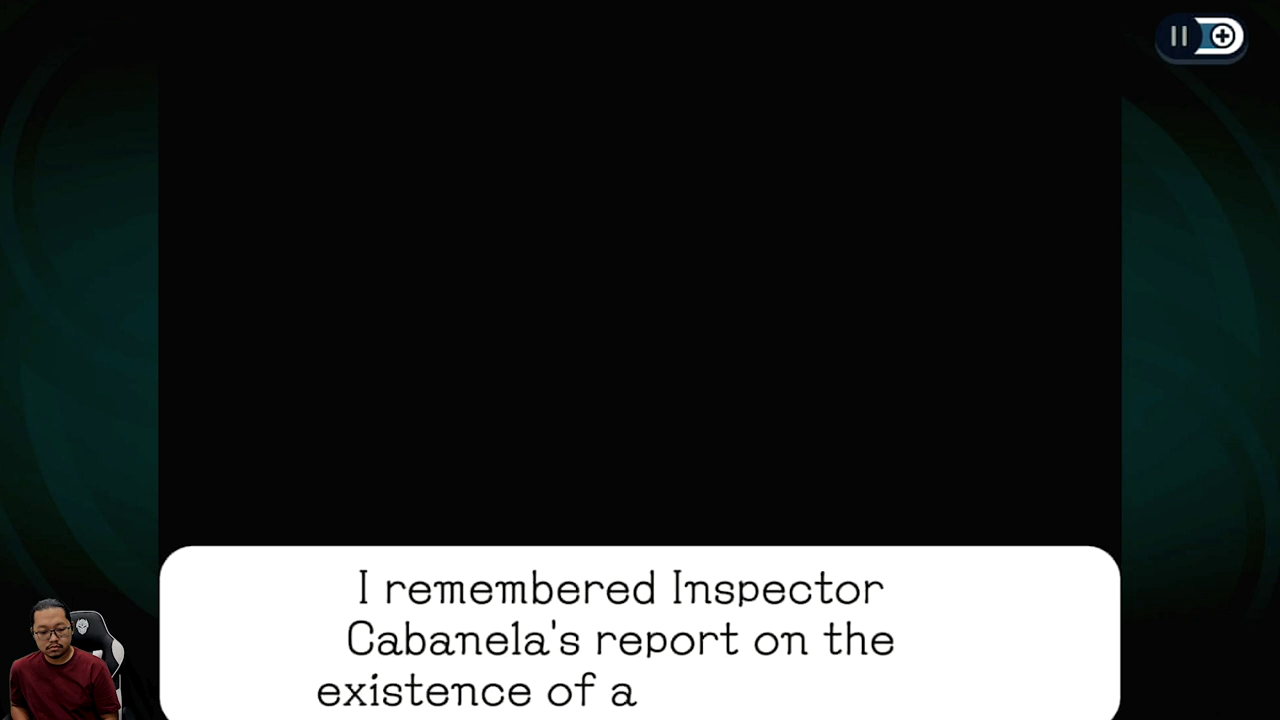 I remembered Inspector
Cabanela's report on the
existence of a